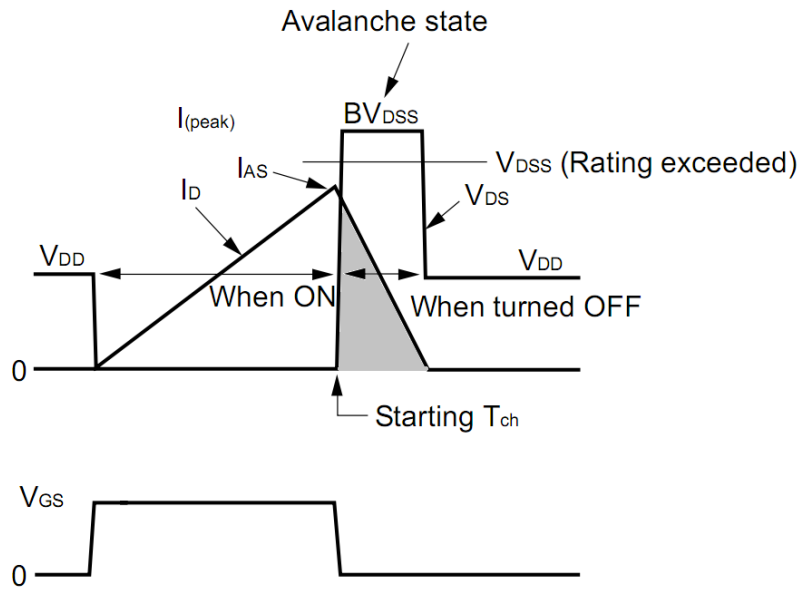 Avalanche state
BVDSS
I(peak)
VDSS (Rating exceeded)
IAS
ID
VDS
VDD
VDD
When ON
When turned OFF
0
Starting Tch
VGS
0